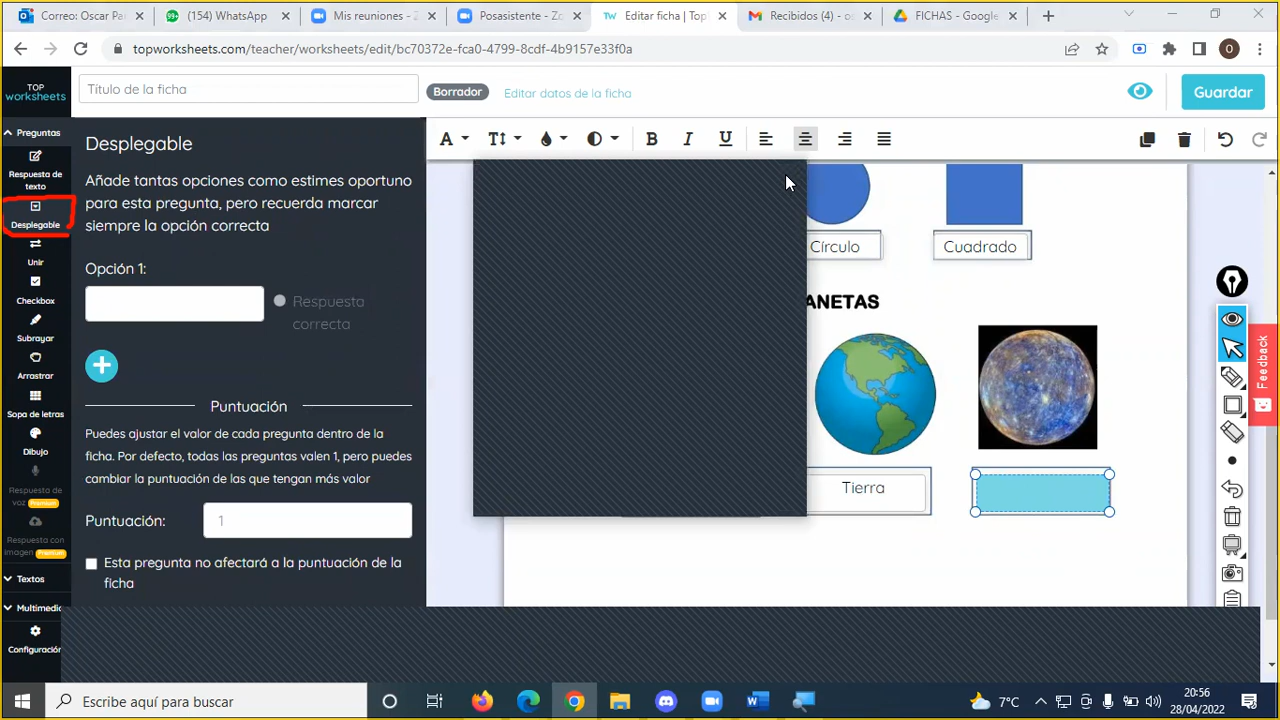 Correo: Oscar Pa
(154) WhatsApp
Mis reuniones - Z
Posasistente - Zo
Editar ficha | Top
Recibidos (4) - os
FICHAS - Google
topworksheets.com/teacher/worksheets/edit/bc70372e-fca0-4799-8cdf-4b9157e33f0a
O
TOP
worksheets
Título de la ficha
Borrador
Editar datos de la ficha
Guardar
Preguntas
Respuesta de
texto
Desplegable
Unir
Checkbox
Subrayar
Arrastrar
Sopa de letras
Dibujo
Respuesta de
voz Premium
Respuesta con
imagen Premium
Textos
Multimedia
Configuración
Desplegable
Añade tantas opciones como estimes oportuno
para esta pregunta, pero recuerda marcar
siempre la opción correcta
Opción 1:
Respuesta
correcta
Puntuación
Puedes ajustar el valor de cada pregunta dentro de la
ficha. Por defecto, todas las preguntas valen 1, pero puedes
cambiar la puntuación de las que tengan más valor
Puntuación: 1
Esta pregunta no afectará a la puntuación de la
ficha
A T B I U
Círculo
Cuadrado
ANETAS
Tierra
Feedback
Escribe aquí para buscar
7°C
20:56
28/04/2022